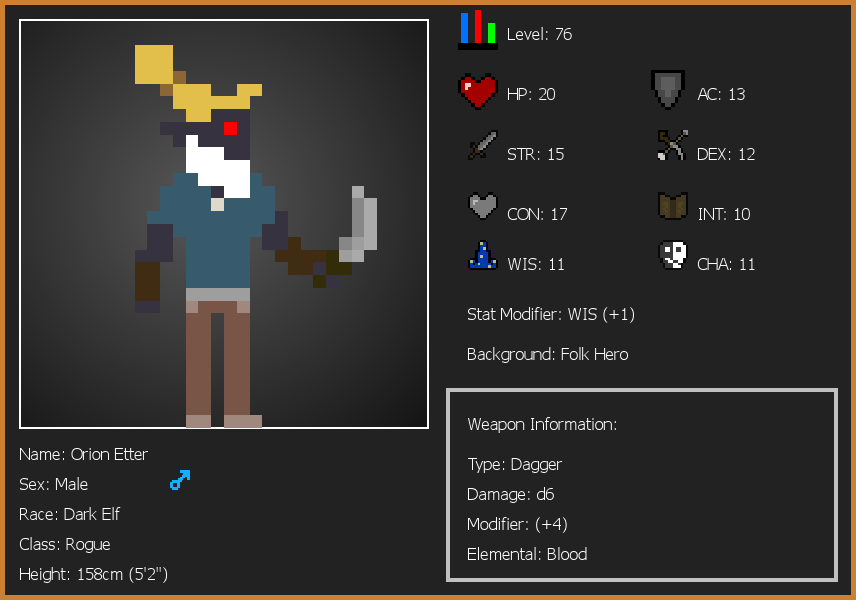 Level: 76
HP: 20
AC: 13
STR: 15
DEX: 12
CON: 17
INT: 10
WIS: 11
CHA: 11
Stat Modifier: WIS (+1)
Background: Folk Hero
Weapon Information:
Type: Dagger
Damage: d6
Modifier: (+4)
Elemental: Blood
Name: Orion Etter
Sex: Male
Race: Dark Elf
Class: Rogue
Height: 158cm (5'2")